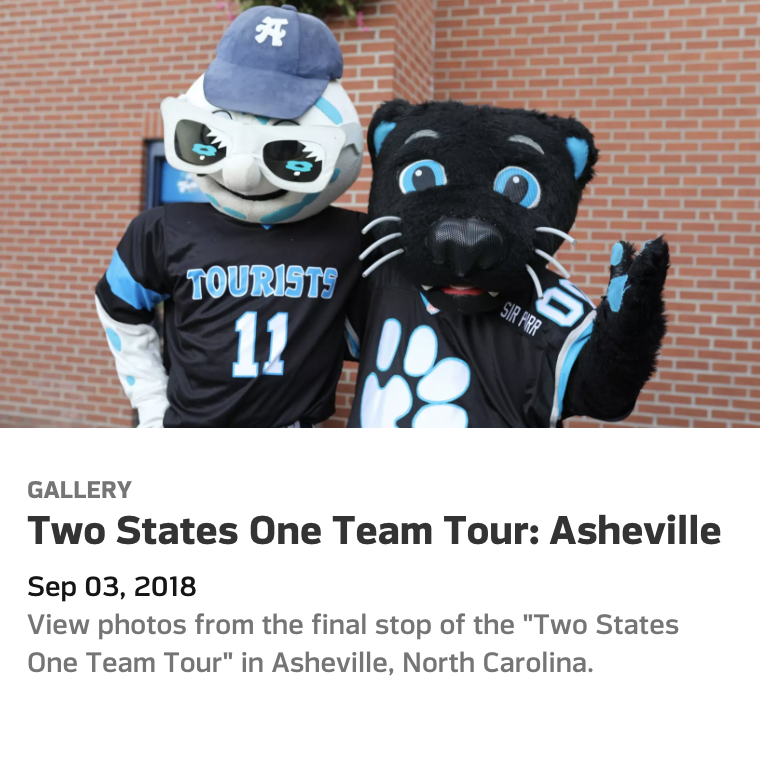 A
TOURISTS
11
SIR PURR
00
GALLERY
Two States One Team Tour: Asheville
Sep 03, 2018
View photos from the final stop of the "Two States
One Team Tour" in Asheville, North Carolina.